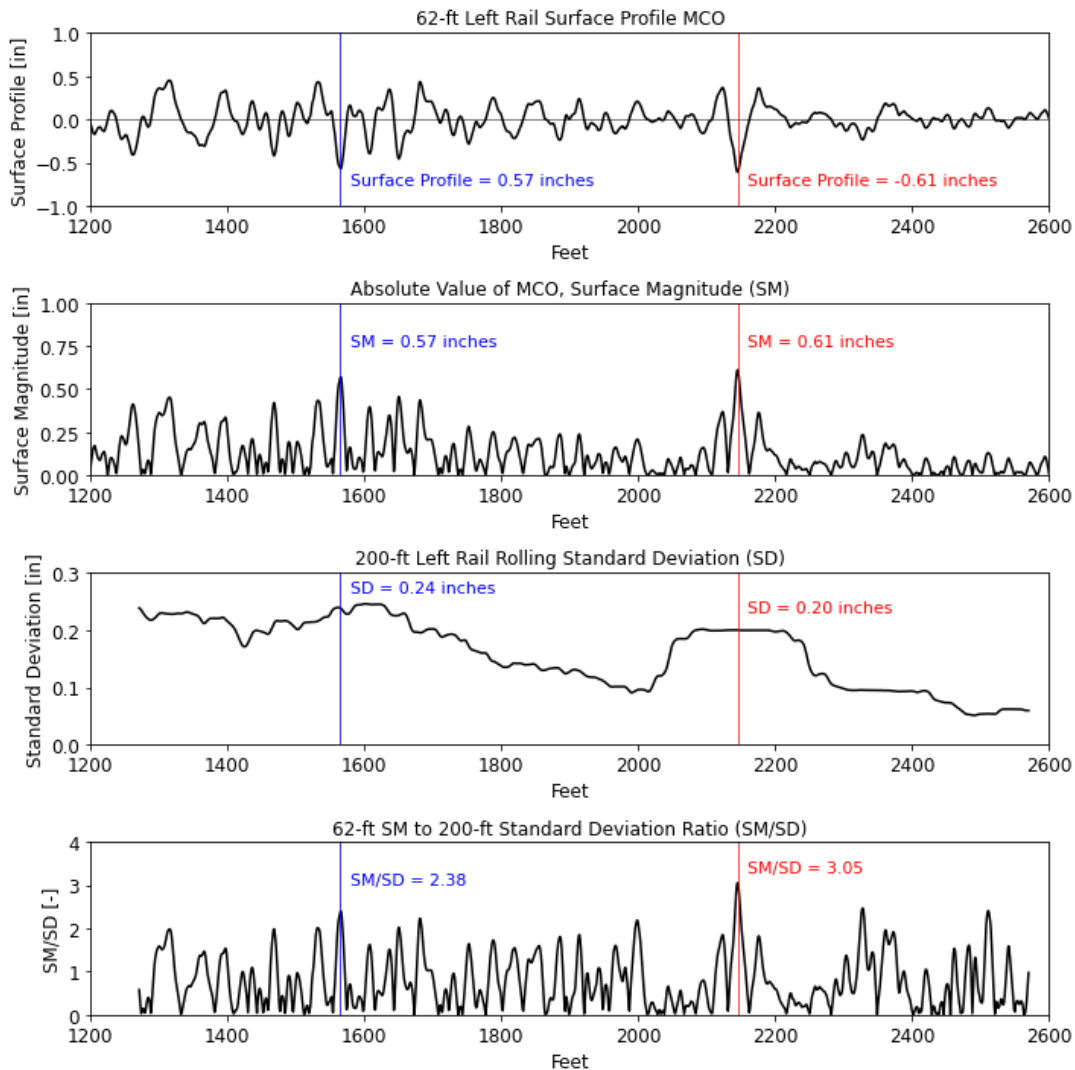 62-ft Left Rail Surface Profile MCO
Surface Profile [in]
1.0
0.5
0.0
−0.5
−1.0
Surface Profile = 0.57 inches
Surface Profile = -0.61 inches
1200 1400 1600 1800 2000 2200 2400 2600
Feet
Absolute Value of MCO, Surface Magnitude (SM)
Surface Magnitude [in]
1.00
0.75
0.50
0.25
0.00
SM = 0.57 inches
SM = 0.61 inches
1200 1400 1600 1800 2000 2200 2400 2600
Feet
200-ft Left Rail Rolling Standard Deviation (SD)
Standard Deviation [in]
0.3
0.2
0.1
0.0
SD = 0.24 inches
SD = 0.20 inches
1200 1400 1600 1800 2000 2200 2400 2600
Feet
62-ft SM to 200-ft Standard Deviation Ratio (SM/SD)
SM/SD [-]
4
3
2
1
0
SM/SD = 2.38
SM/SD = 3.05
1200 1400 1600 1800 2000 2200 2400 2600
Feet